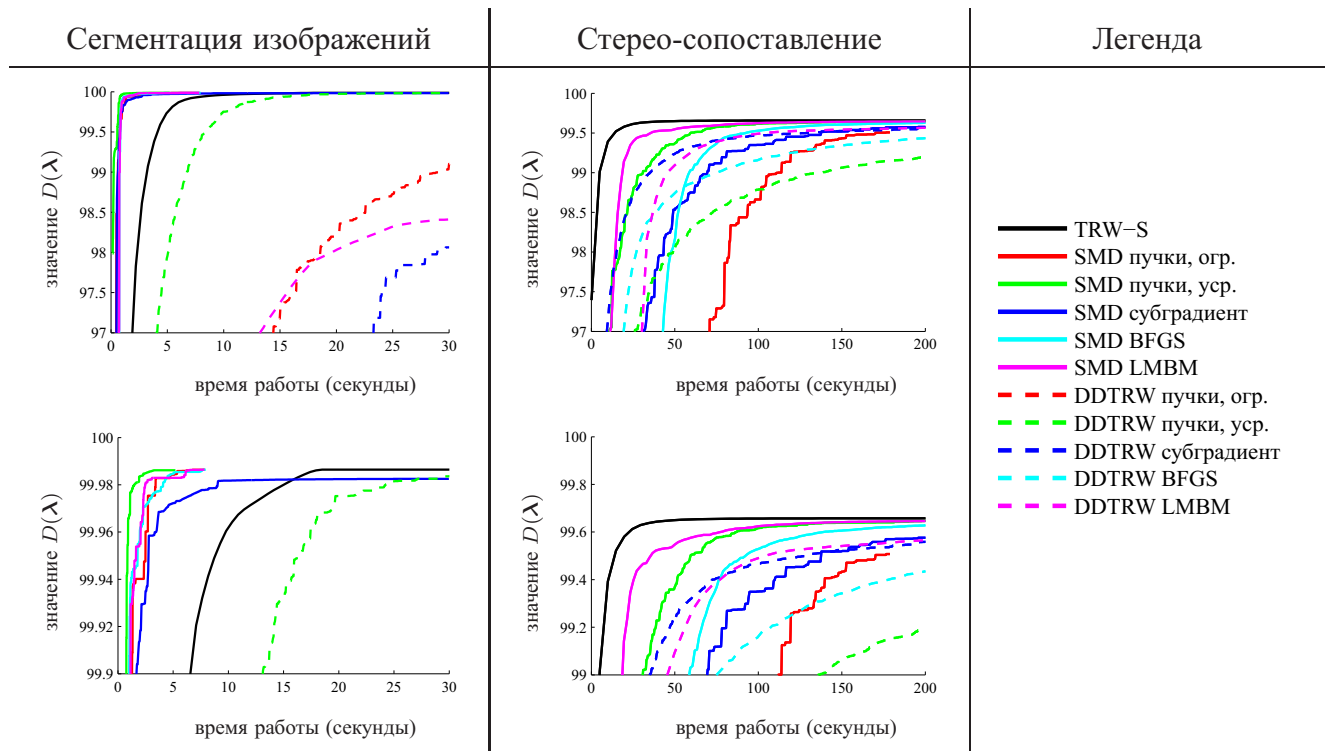 Сегментация изображений
Стерео-сопоставление
Легенда
значение D(λ)
100
99.5
99
98.5
98
97.5
97
0 5 10 15 20 25 30
время работы (секунды)
значение D(λ)
100
99.5
99
98.5
98
97.5
97
0 50 100 150 200
время работы (секунды)
значение D(λ)
100
99.98
99.96
99.94
99.92
99.9
0 5 10 15 20 25 30
время работы (секунды)
значение D(λ)
100
99.8
99.6
99.4
99.2
99
0 50 100 150 200
время работы (секунды)
TRW−S
SMD пучки, огр.
SMD пучки, уср.
SMD субградиент
SMD BFGS
SMD LMBM
DDTRW пучки, огр.
DDTRW пучки, уср.
DDTRW субградиент
DDTRW BFGS
DDTRW LMBM